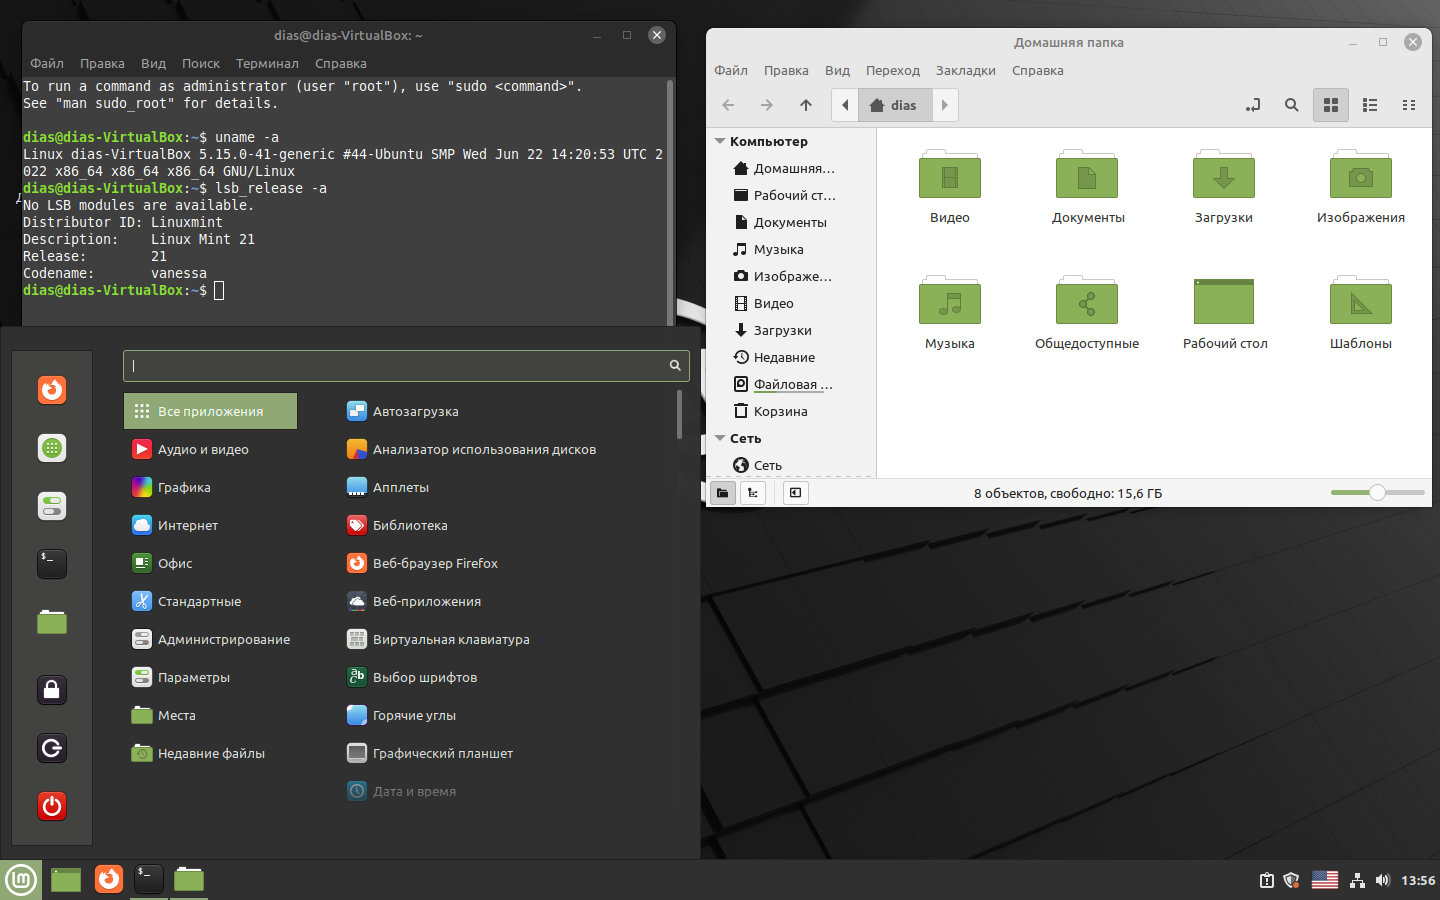 dias@dias-VirtualBox: ~
Файл Правка Вид Поиск Терминал Справка
To run a command as administrator (user "root"), use "sudo <command>".
See "man sudo_root" for details.
dias@dias-VirtualBox:~$ uname -a
Linux dias-VirtualBox 5.15.0-41-generic #44-Ubuntu SMP Wed Jun 22 14:20:53 UTC 2
022 x86_64 x86_64 x86_64 GNU/Linux
dias@dias-VirtualBox:~$ lsb_release -a
No LSB modules are available.
Distributor ID: Linuxmint
Description: Linux Mint 21
Release: 21
Codename: vanessa
dias@dias-VirtualBox:~$
Домашняя папка
Файл Правка Вид Переход Закладки Справка
dias
Компьютер
Домашняя...
Рабочий ст...
Документы
Музыка
Изображе...
Видео
Загрузки
Недавние
Файловая ...
Корзина
Сеть
Сеть
Видео Документы Загрузки Изображения
Музыка Общедоступные Рабочий стол Шаблоны
8 объектов, свободно: 15,6 ГБ
Все приложения
Аудио и видео
Графика
Интернет
Офис
Стандартные
Администрирование
Параметры
Места
Недавние файлы
Автозагрузка
Анализатор использования дисков
Апплеты
Библиотека
Веб-браузер Firefox
Веб-приложения
Виртуальная клавиатура
Выбор шрифтов
Горячие углы
Графический планшет
Дата и время
13:56